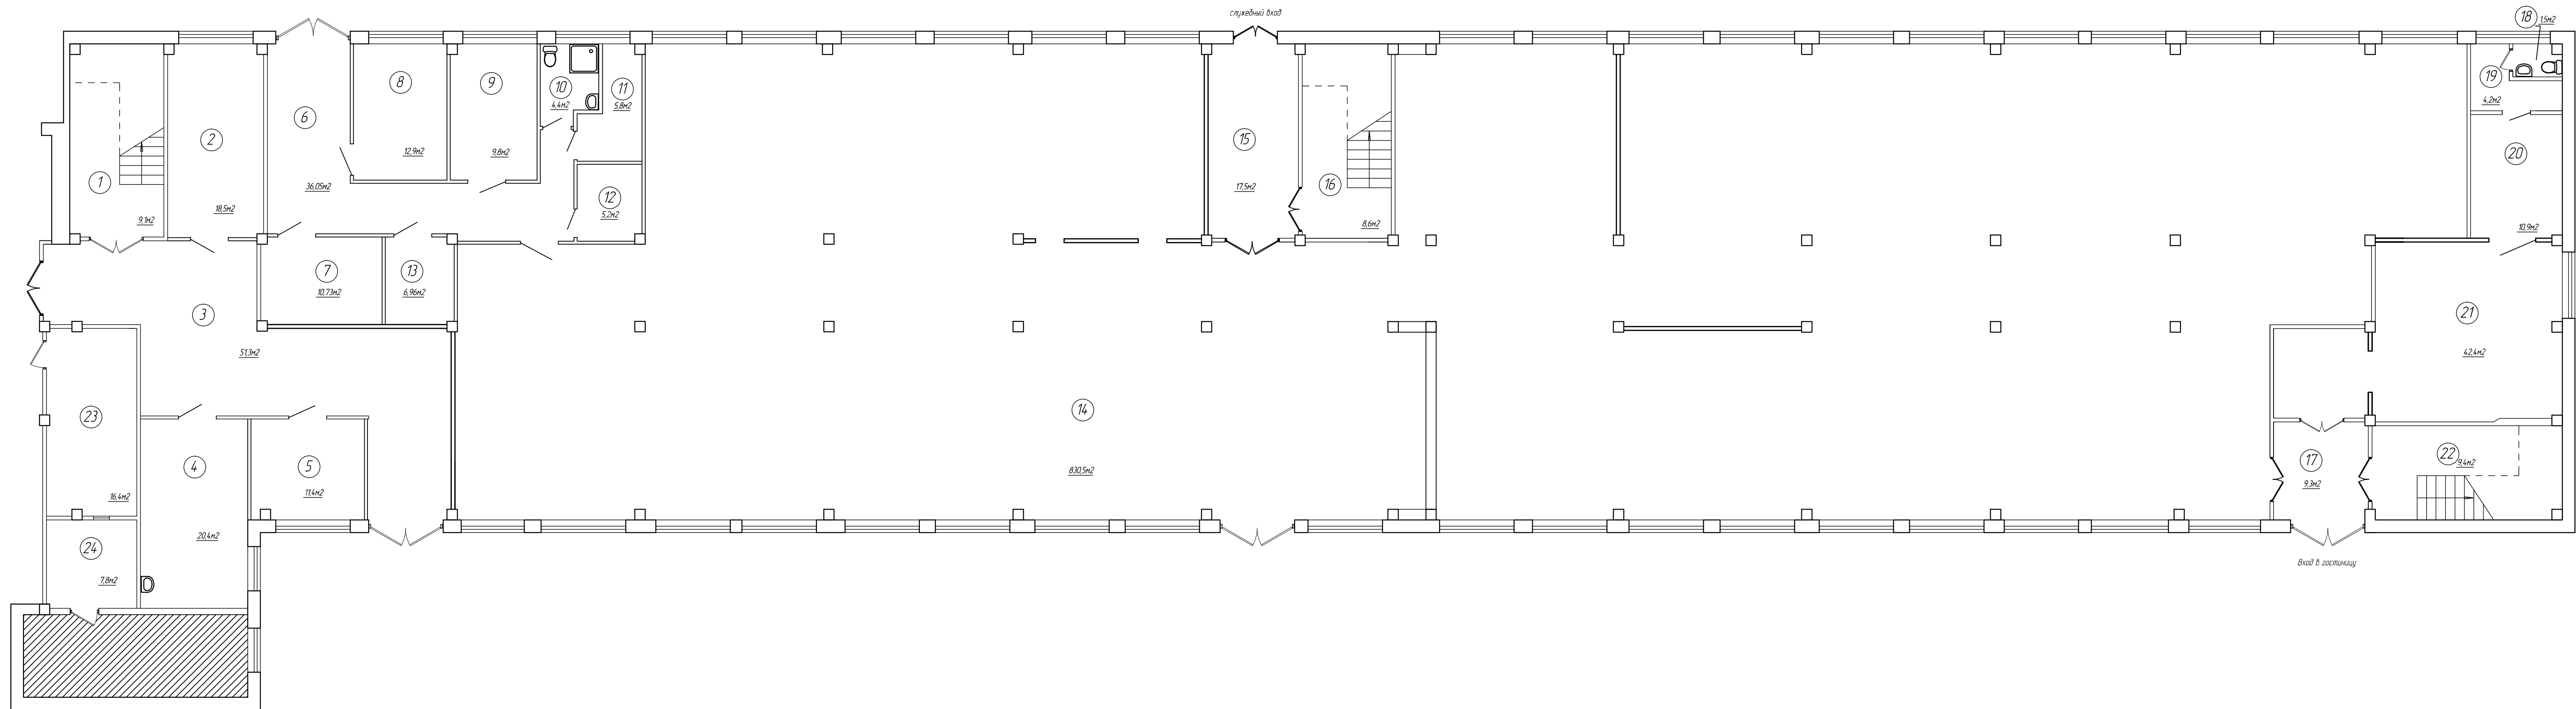 служебный вход
18
1,5м2
8
9
10
4,4м2
11
5,8м2
19
4,2м2
6
2
15
12,9м2
9,8м2
20
1
36,05м2
17,5м2
16
12
5,2м2
18,5м2
9,1м2
8,6м2
10,9м2
7
10,73м2
13
6,96м2
3
21
51,3м2
42,4м2
23
14
4
5
830,5м2
17
22
9,4м2
9,3м2
11,4м2
16,4м2
20,4м2
24
7,8м2
Вход в гостиницу